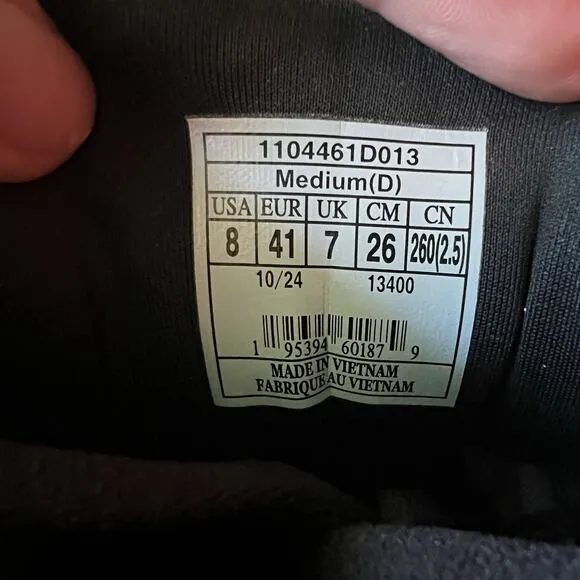 1104461D013
Medium(D)
USA EUR UK CM CN
8 41 7 26 260(2.5)
10/24 13400
1 95394 60187 9
MADE IN VIETNAM
FABRIQUE AU VIETNAM